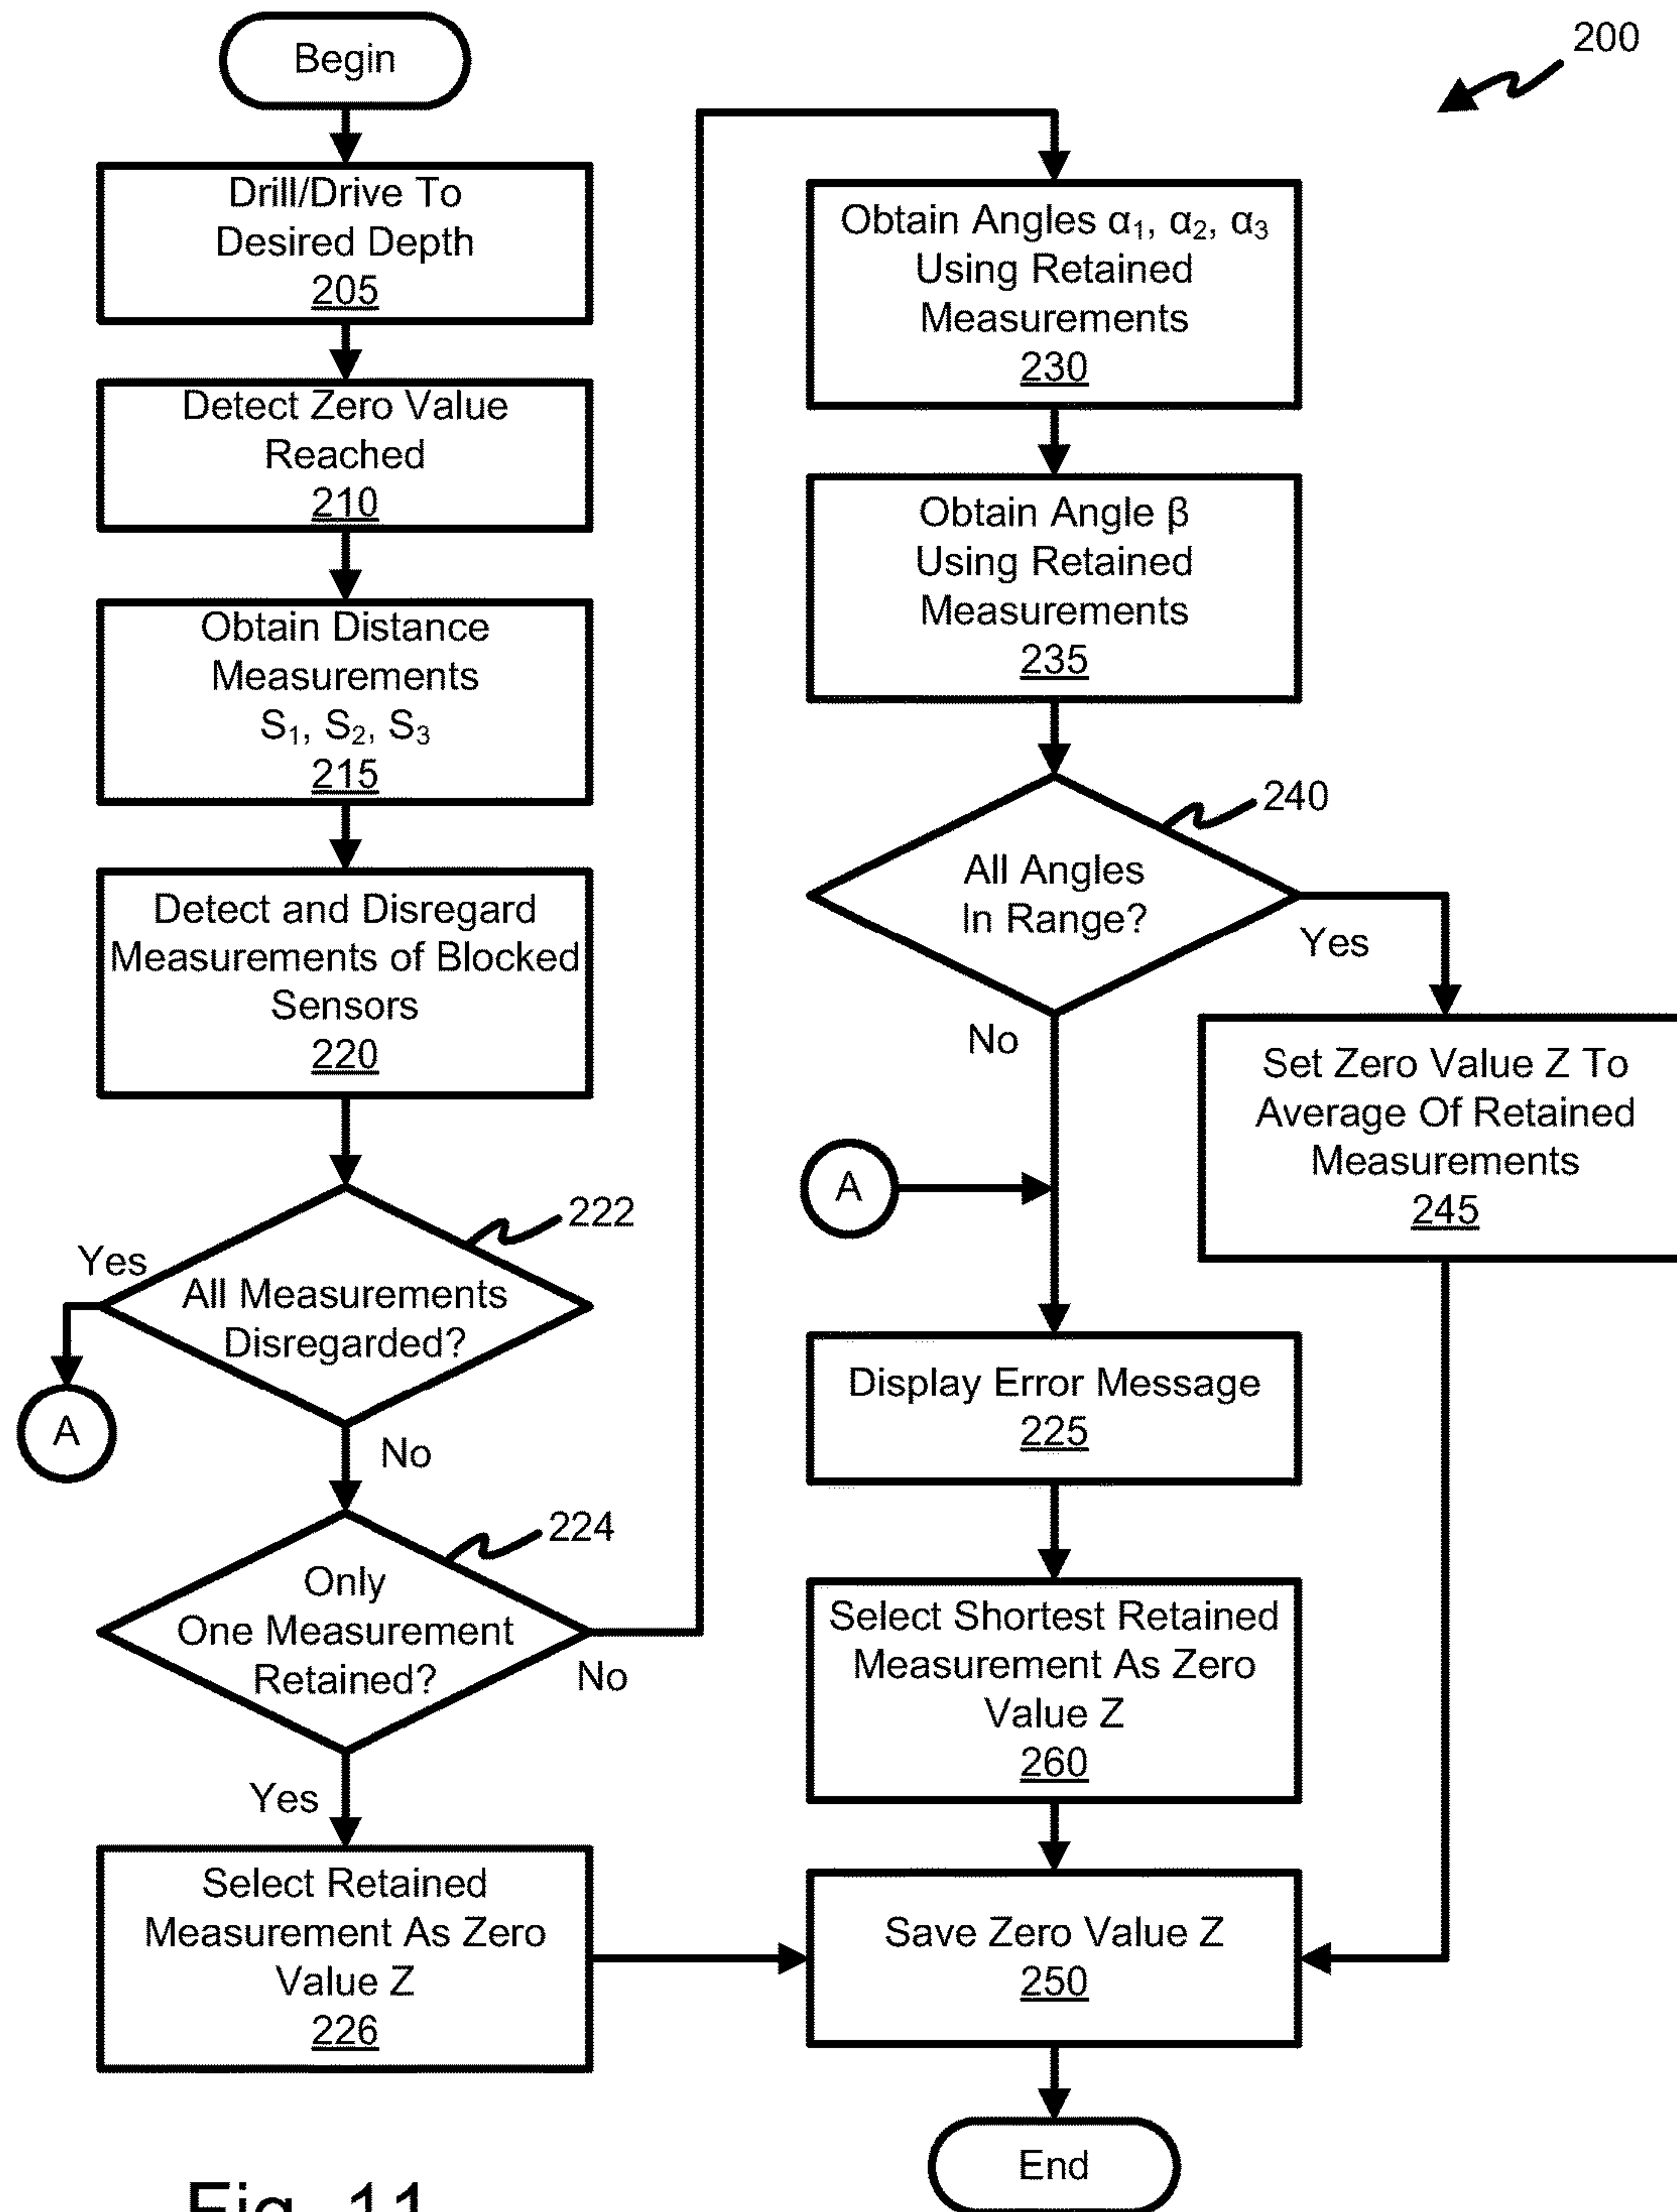 Begin
200
Drill/Drive To
Desired Depth
205
Detect Zero Value
Reached
210
Obtain Distance
Measurements
S₁, S₂, S₃
215
Detect and Disregard
Measurements of Blocked
Sensors
220
222
Yes
All Measurements
Disregarded?
A
No
224
Only
One Measurement
Retained?
No
Yes
Select Retained
Measurement As Zero
Value Z
226
Obtain Angles α₁, α₂, α₃
Using Retained
Measurements
230
Obtain Angle β
Using Retained
Measurements
235
240
All Angles
In Range?
Yes
No
Set Zero Value Z To
Average Of Retained
Measurements
245
A
Display Error Message
225
Select Shortest Retained
Measurement As Zero
Value Z
260
Save Zero Value Z
250
End
Fig. 11